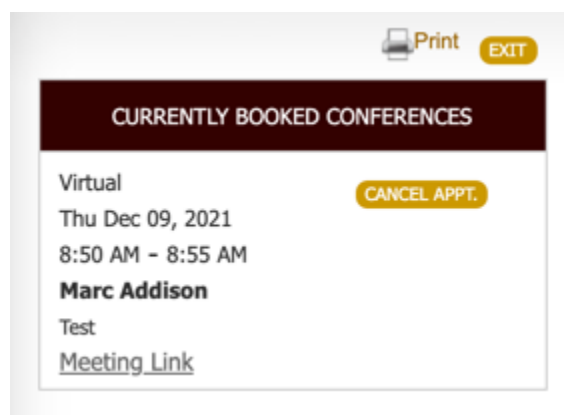 Print EXIT
CURRENTLY BOOKED CONFERENCES
Virtual CANCEL APPT.
Thu Dec 09, 2021
8:50 AM – 8:55 AM
Marc Addison
Test
Meeting Link